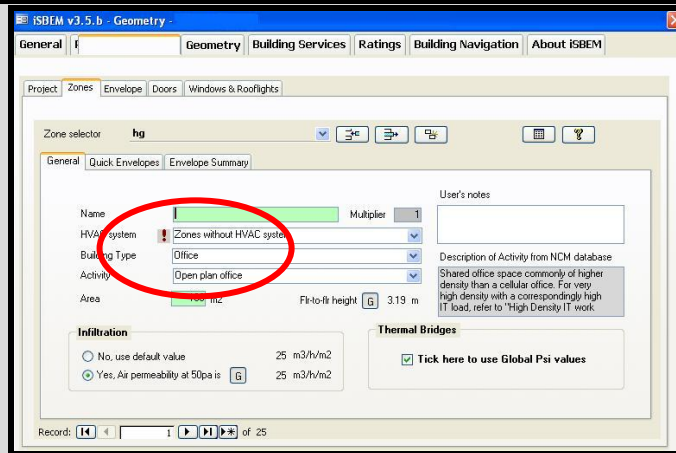 iSBEM v3.5.b - Geometry -
General Geometry Building Services Ratings Building Navigation About iSBEM
Project Zones Envelope Doors Windows & Rooflights
Zone selector hg
General Quick Envelopes Envelope Summary
User's notes
Name Multiplier 1
HVAC system ! Zones without HVAC system
Building Type Office
Description of Activity from NCM database
Activity Open plan office
Shared office space commonly of higher
density than a cellular office. For very
high density with a correspondingly high
IT load, refer to "High Density IT work
Area m2 Flr-to-flr height G 3.19 m
Infiltration
No, use default value 25 m3/h/m2
Yes, Air permeability at 50pa is G 25 m3/h/m2
Thermal Bridges
Tick here to use Global Psi values
Record: 1 of 25